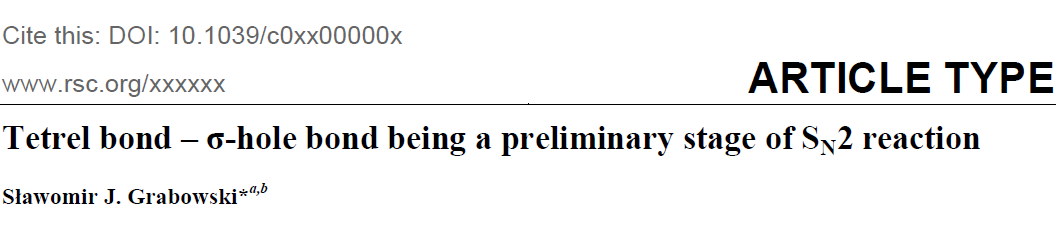 Cite this: DOI: 10.1039/c0xx00000x
www.rsc.org/xxxxxx
ARTICLE TYPE
Tetrel bond – σ-hole bond being a preliminary stage of SN2 reaction
Sławomir J. Grabowski*a,b